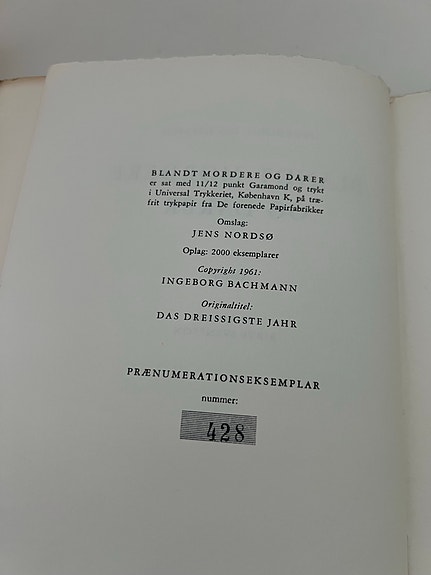 BLANDT MORDERE OG DARER
er sat med 11/12 punkt Garamond og trykt
i Universal Trykkeriet, København K, på træ-
frit trykpapir fra De forenede Papirfabrikker
Omslag:
JENS NORDSØ
Oplag: 2000 eksemplarer
Copyright 1961:
INGEBORG BACHMANN
Originaltitel:
DAS DREISSIGSTE JAHR
PRÆNUMERATIONSEKSEMPLAR
nummer:
428